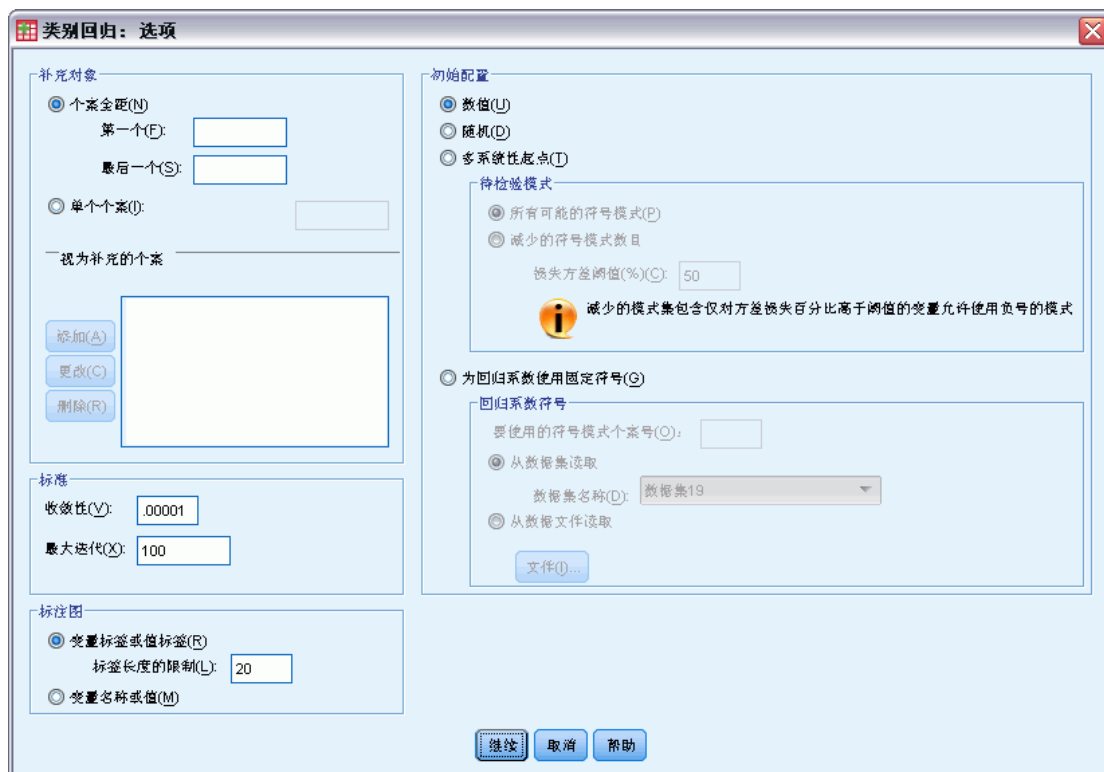 类别回归：选项
补充对象
个案全距(N)
第一个(F):
最后一个(S):
单个个案(I):
视为补充的个案
添加(A)
更改(C)
删除(R)
标准
收敛性(V):
.00001
最大迭代(X):
100
标注图
变量标签或值标签(R)
标签长度的限制(L):
20
变量名称或值(M)
初始配置
数值(U)
随机(D)
多系统性起点(T)
待检验模式
所有可能的符号模式(P)
减少的符号模式数目
损失方差阈值(%)(C):
50
减少的模式集包含仅对方差损失百分比高于阈值的变量允许使用负号的模式
为回归系数使用固定符号(G)
回归系数符号
要使用的符号模式个案号(O)：
从数据集读取
数据集名称(D):
数据集19
从数据文件读取
文件(I)...
继续
取消
帮助